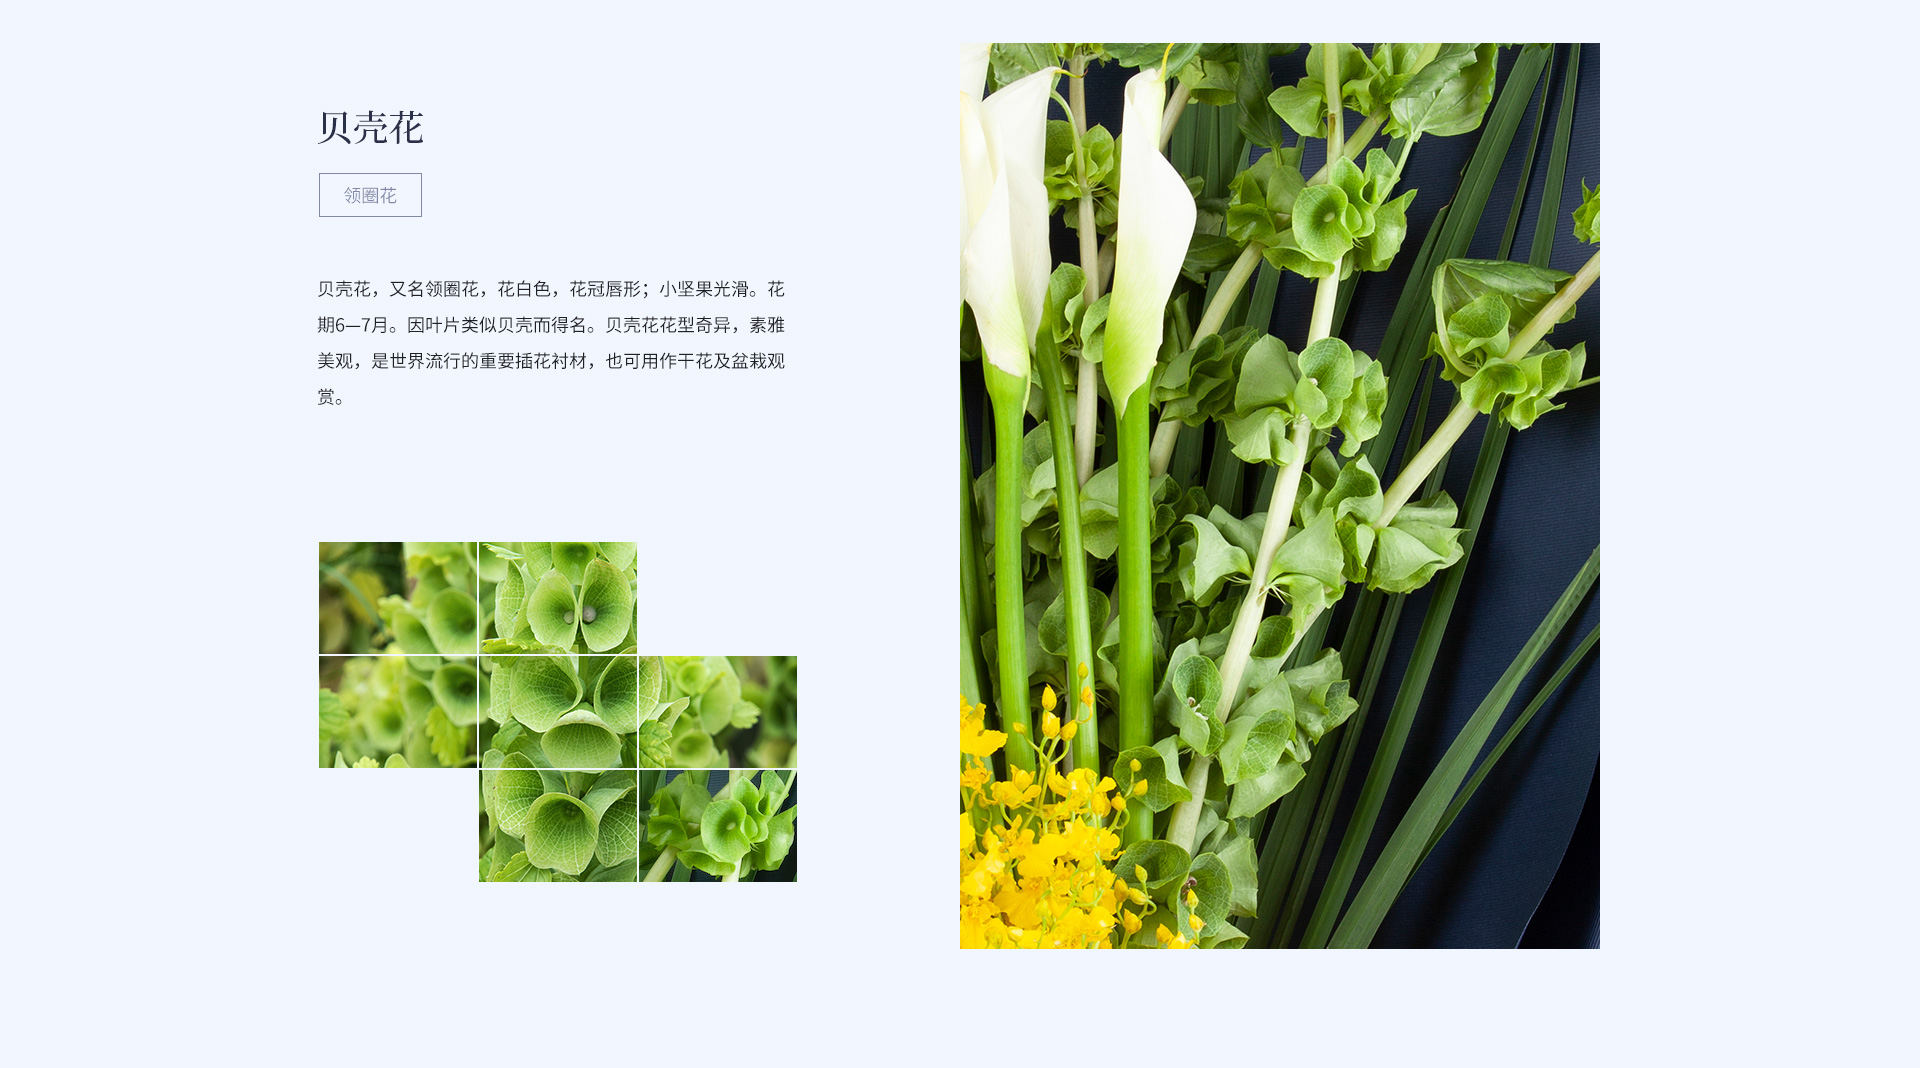 贝壳花
领圈花
贝壳花，又名领圈花，花白色，花冠唇形；小坚果光滑。花
期6—7月。因叶片类似贝壳而得名。贝壳花花型奇异，素雅
美观，是世界流行的重要插花衬材，也可用作干花及盆栽观
赏。